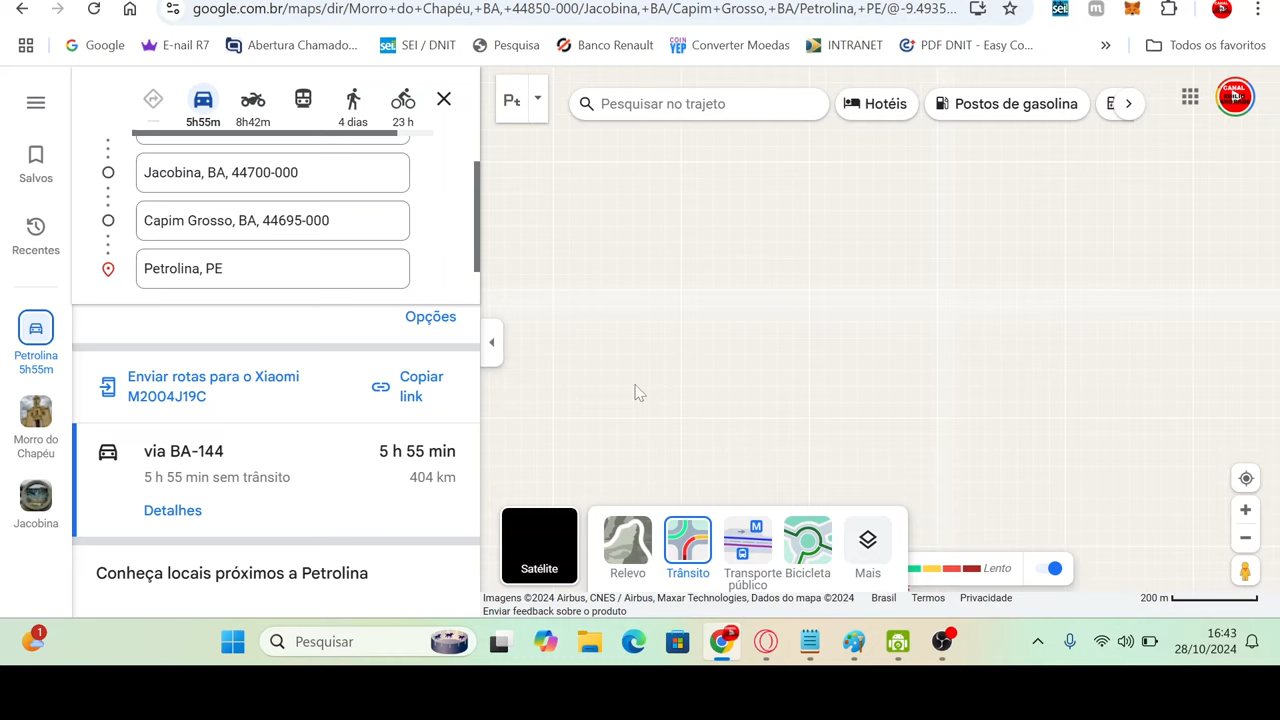 google.com.br/maps/dir/Morro+do+Chapéu,+BA,+44850-000/Jacobina,+BA/Capim+Grosso,+BA/Petrolina,+PE/@-9.4935...
Google
E-nail R7
Abertura Chamado...
SEI / DNIT
Pesquisa
Banco Renault
COIN YEP
Converter Moedas
INTRANET
PDF DNIT - Easy Co...
Todos os favoritos
5h55m
8h42m
4 dias
23 h
Pt
Pesquisar no trajeto
Hotéis
Postos de gasolina
Salvos
Recentes
Petrolina
5h55m
Morro do
Chapéu
Jacobina
Jacobina, BA, 44700-000
Capim Grosso, BA, 44695-000
Petrolina, PE
Opções
Enviar rotas para o Xiaomi
M2004J19C
Copiar
link
via BA-144
5 h 55 min
5 h 55 min sem trânsito
404 km
Detalhes
Conheça locais próximos a Petrolina
Satélite
Relevo
Trânsito
M
Transporte
público
Bicicleta
Mais
Lento
Imagens ©2024 Airbus, CNES / Airbus, Maxar Technologies, Dados do mapa ©2024
Brasil
Termos
Privacidade
200 m
Enviar feedback sobre o produto
1
Pesquisar
16:43
28/10/2024